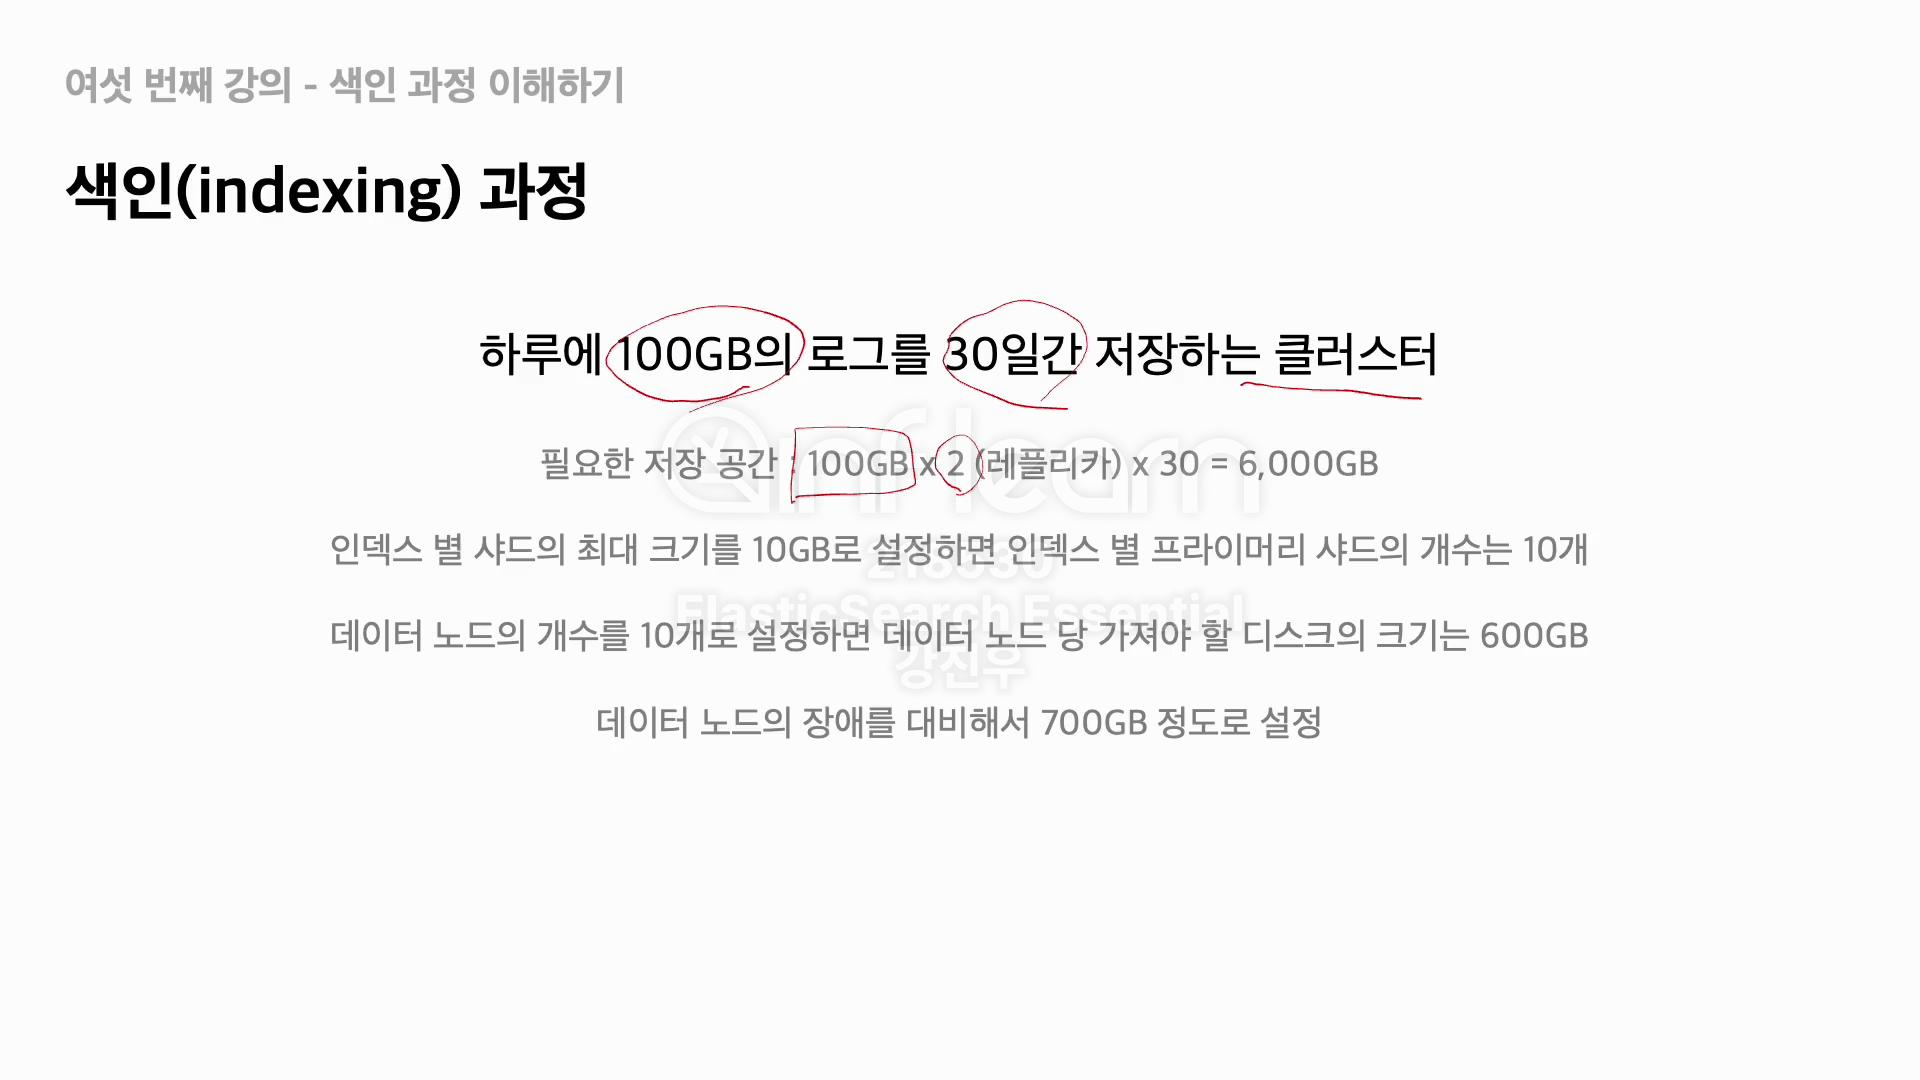 여섯 번째 강의 - 색인 과정 이해하기
색인(indexing) 과정
하루에 100GB의 로그를 30일간 저장하는 클러스터
필요한 저장 공간 : 100GB x 2 (레플리카) x 30 = 6,000GB
inflearn
인덱스 별 샤드의 최대 크기를 10GB로 설정하면 인덱스 별 프라이머리 샤드의 개수는 10개
ElasticSearch Essential
데이터 노드의 개수를 10개로 설정하면 데이터 노드 당 가져야 할 디스크의 크기는 600GB
강진우
데이터 노드의 장애를 대비해서 700GB 정도로 설정